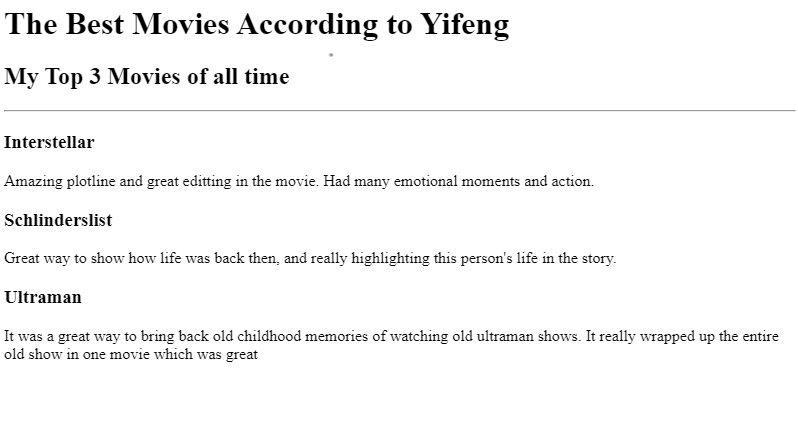 The Best Movies According to Yifeng
My Top 3 Movies of all time
Interstellar
Amazing plotline and great editting in the movie. Had many emotional moments and action.
Schlinderslist
Great way to show how life was back then, and really highlighting this person's life in the story.
Ultraman
It was a great way to bring back old childhood memories of watching old ultraman shows. It really wrapped up the entire
old show in one movie which was great